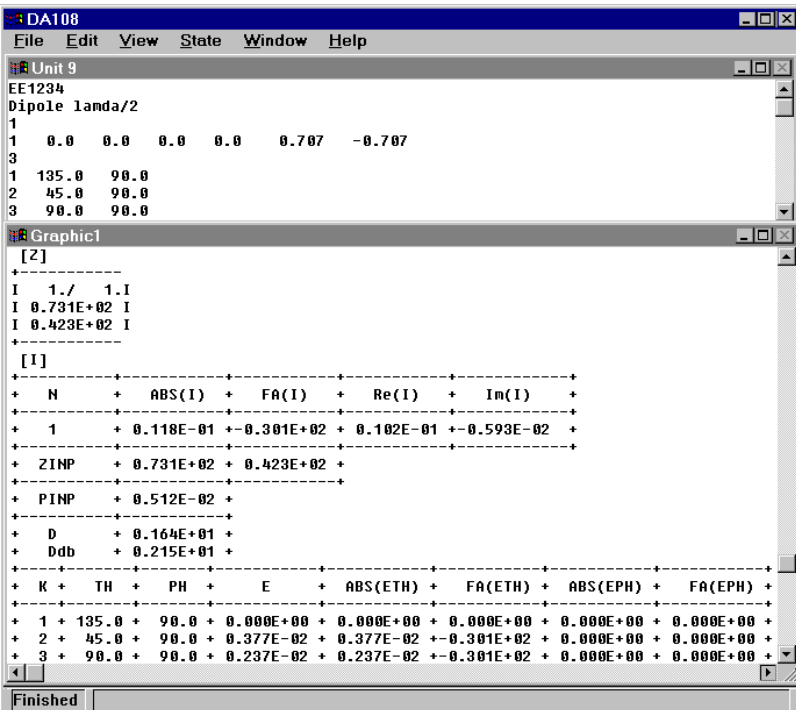 DA108
File Edit View State Window Help
Unit 9
EE1234
Dipole lamda/2
1
1 0.0 0.0 0.0 0.0 0.707 -0.707
3
1 135.0 90.0
2 45.0 90.0
3 90.0 90.0
Graphic1
[Z]
+-----------
I 1./ 1.I
I 0.731E+02 I
I 0.423E+02 I
+-----------
[I]
+----------+----------+----------+----------+----------+
+ N + ABS(I) + FA(I) + Re(I) + Im(I) +
+----------+----------+----------+----------+----------+
+ 1 + 0.118E-01 +-0.301E+02 + 0.102E-01 +-0.593E-02 +
+----------+----------+----------+----------+----------+
+ ZINP + 0.731E+02 + 0.423E+02 +
+----------+----------+----------+
+ PINP + 0.512E-02 +
+----------+----------+
+ D + 0.164E+01 +
+ Ddb + 0.215E+01 +
+----+-------+-------+-----------+-----------+-----------+-----------+-----------+
+ K + TH + PH + E + ABS(ETH) + FA(ETH) + ABS(EPH) + FA(EPH) +
+----+-------+-------+-----------+-----------+-----------+-----------+-----------+
+ 1 + 135.0 + 90.0 + 0.000E+00 + 0.000E+00 + 0.000E+00 + 0.000E+00 + 0.000E+00 +
+ 2 + 45.0 + 90.0 + 0.377E-02 + 0.377E-02 +-0.301E+02 + 0.000E+00 + 0.000E+00 +
+ 3 + 90.0 + 90.0 + 0.237E-02 + 0.237E-02 +-0.301E+02 + 0.000E+00 + 0.000E+00 +
Finished